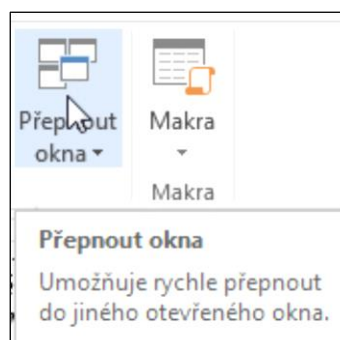 Přepnout Makra
okna
Makra
Přepnout okna
Umožňuje rychle přepnout
do jiného otevřeného okna.